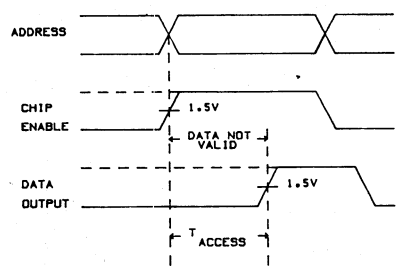 ADDRESS
CHIP
ENABLE
1.5V
DATA NOT
VALID
DATA
OUTPUT
1.5V
T ACCESS